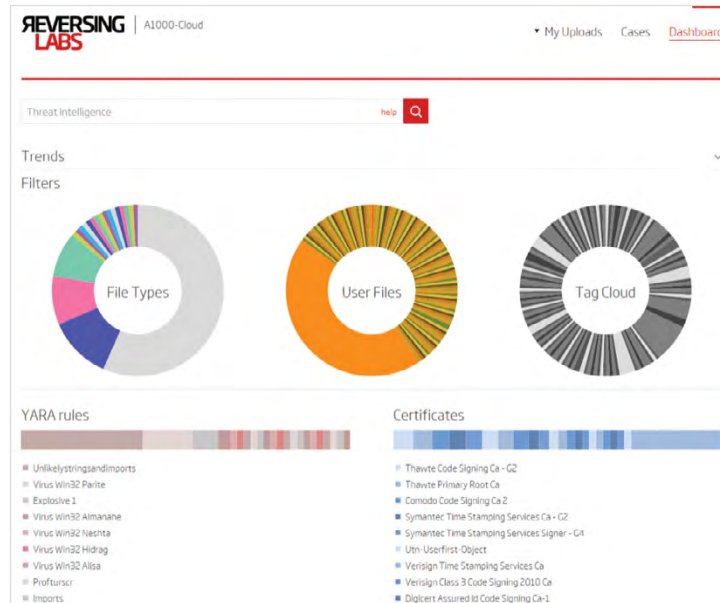 REVERSING
LABS
A1000-Cloud
My Uploads Cases Dashboard
Threat Intelligence help
Trends
Filters
File Types
User Files
Tag Cloud
YARA rules
Unlikelystringsandimports
Virus Win32 Parite
Explosive 1
Virus Win32 Almanahe
Virus Win32 Neshta
Virus Win32 Hidrag
Virus Win32 Alisa
Profturscr
Imports
Certificates
Thawte Code Signing Ca - G2
Thawte Primary Root Ca
Comodo Code Signing Ca 2
Symantec Time Stamping Services Ca - G2
Symantec Time Stamping Services Signer - G4
Utn-Userfirst-Object
Verisign Time Stamping Services Ca
Verisign Class 3 Code Signing 2010 Ca
Digicert Assured Id Code Signing Ca-1